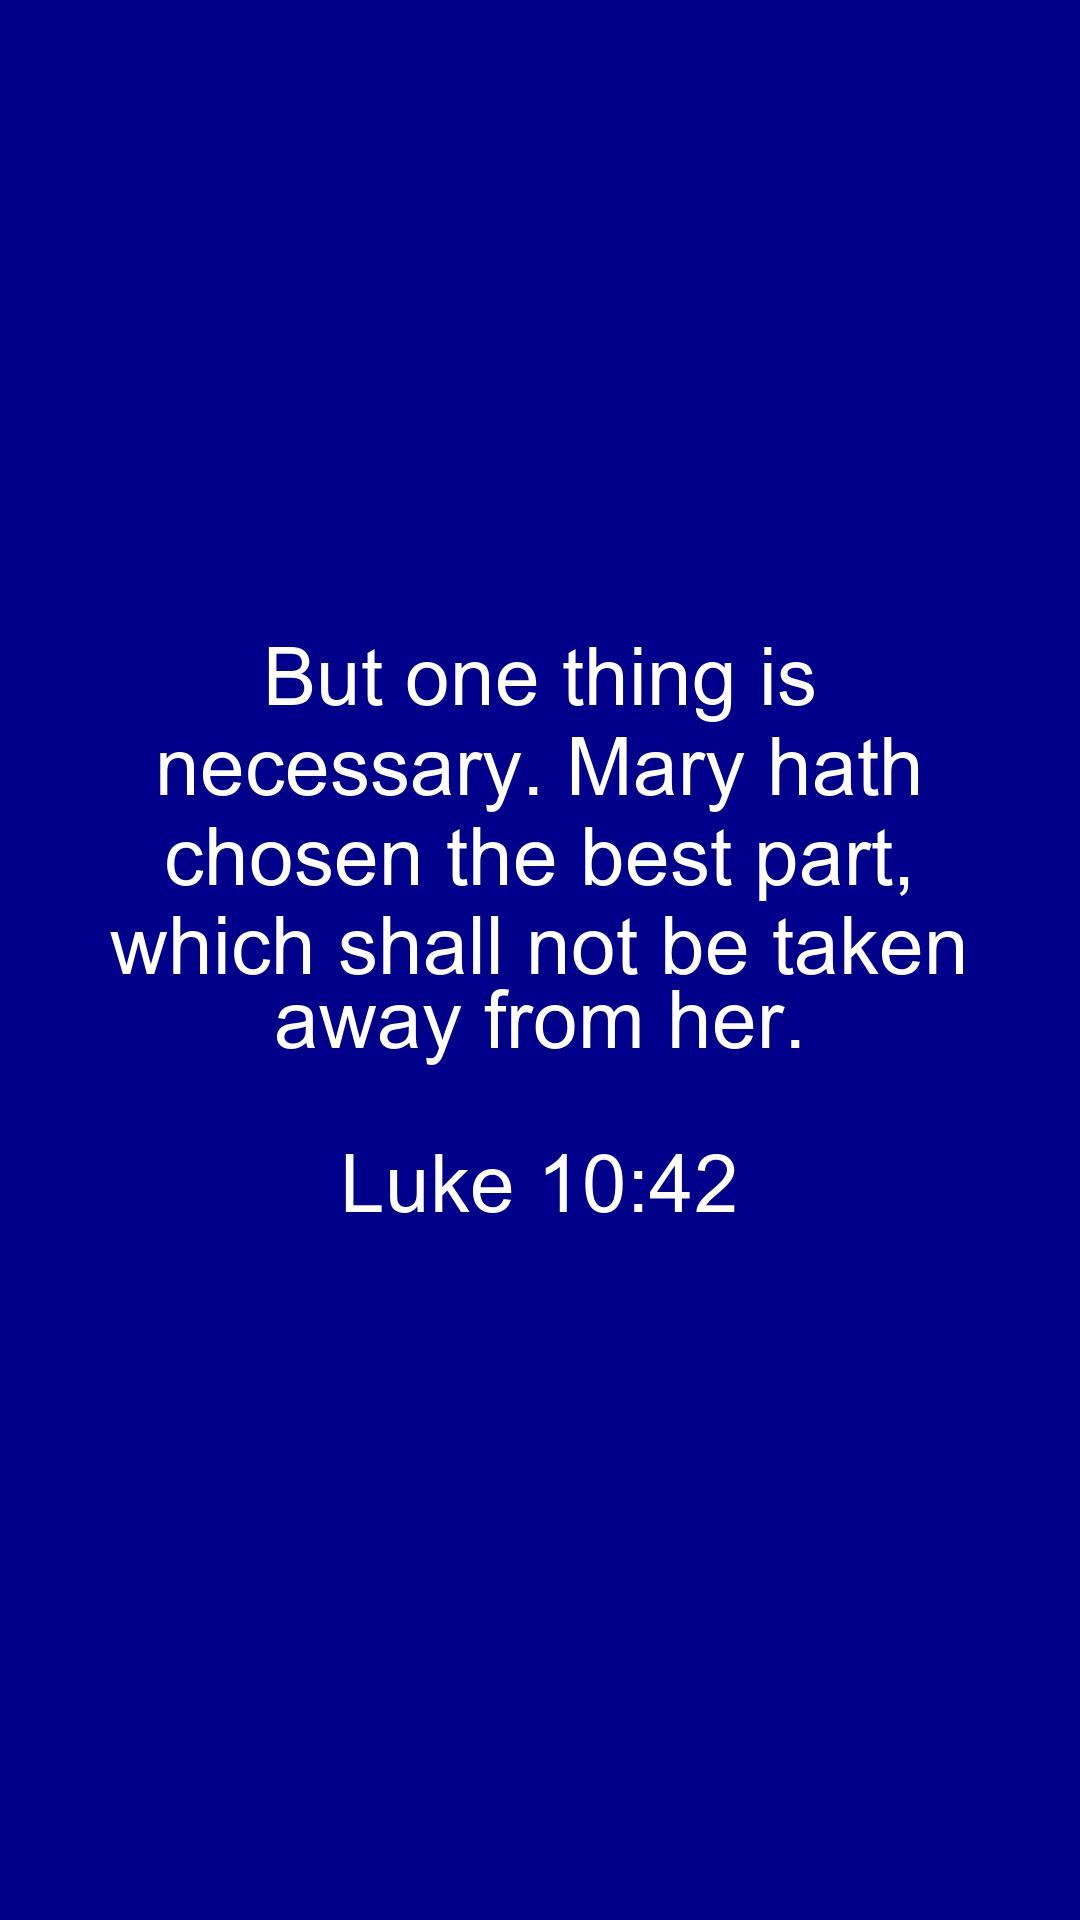 But one thing is
necessary. Mary hath
chosen the best part,
which shall not be taken
away from her.
Luke 10:42